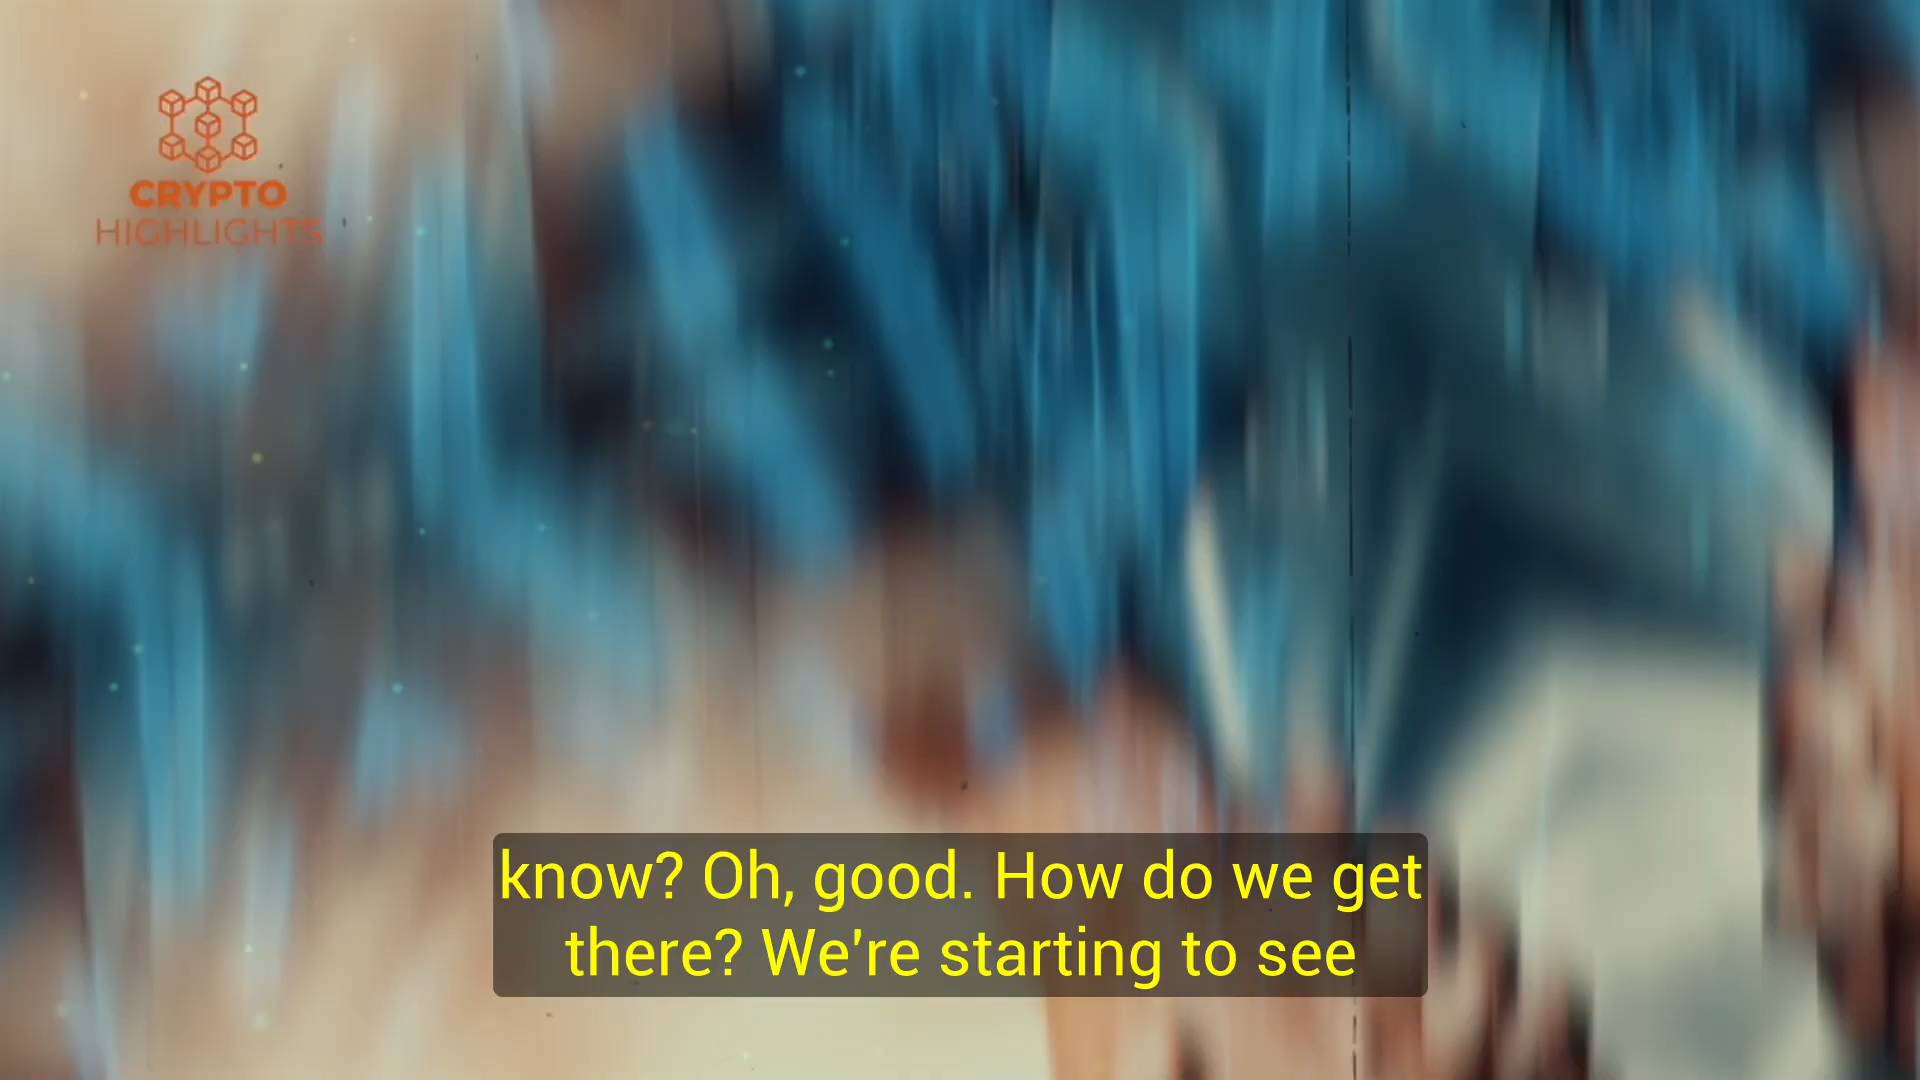 CRYPTO
HIGHLIGHTS
know? Oh, good. How do we get
there? We're starting to see